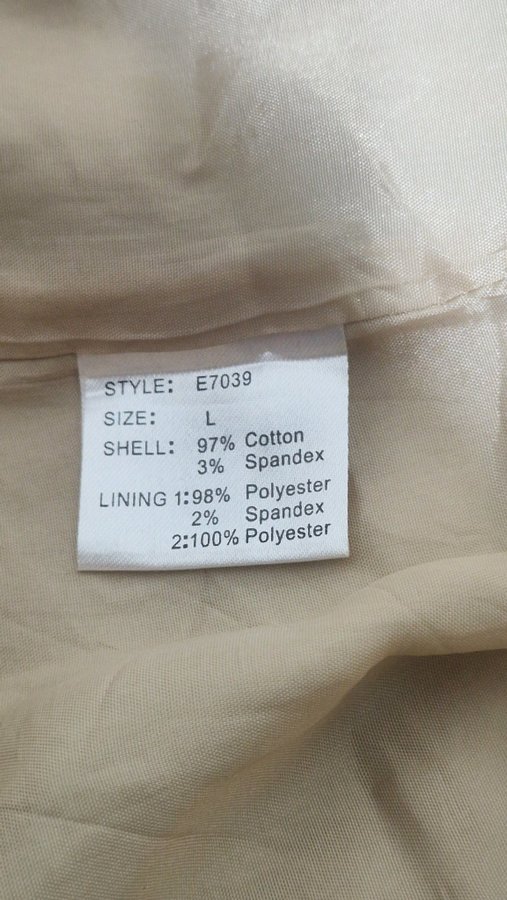 STYLE: E7039
SIZE: L
SHELL: 97% Cotton
3% Spandex
LINING 1:98% Polyester
2% Spandex
2:100% Polyester